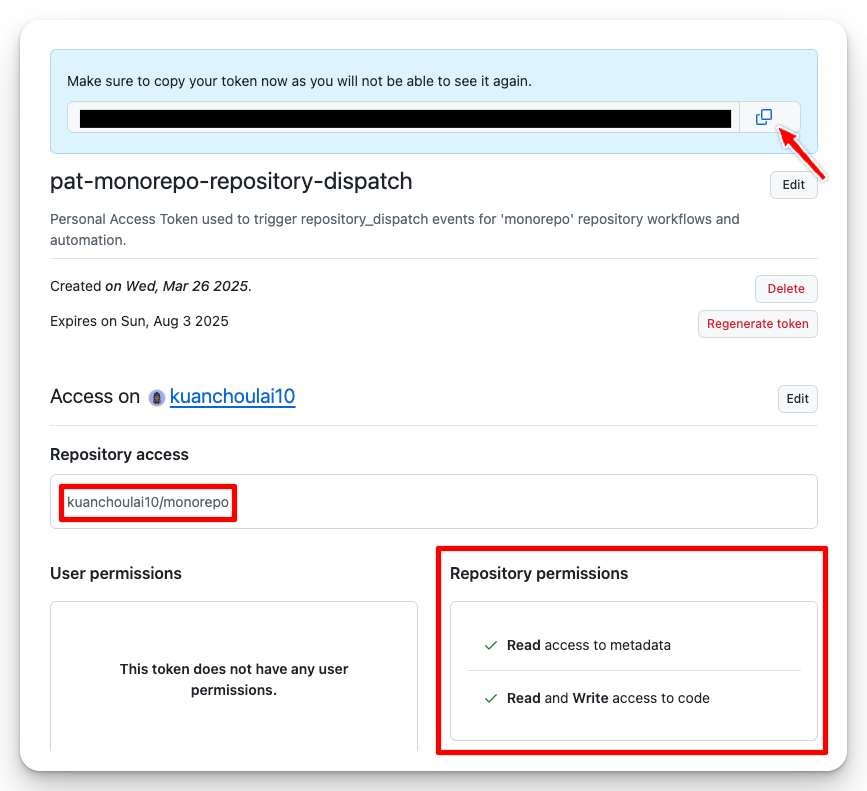 Make sure to copy your token now as you will not be able to see it again.
pat-monorepo-repository-dispatch
Edit
Personal Access Token used to trigger repository_dispatch events for 'monorepo' repository workflows and
automation.
Created on Wed, Mar 26 2025.
Delete
Expires on Sun, Aug 3 2025
Regenerate token
Access on kuanchoulai10
Edit
Repository access
kuanchoulai10/monorepo
User permissions
This token does not have any user
permissions.
Repository permissions
Read access to metadata
Read and Write access to code